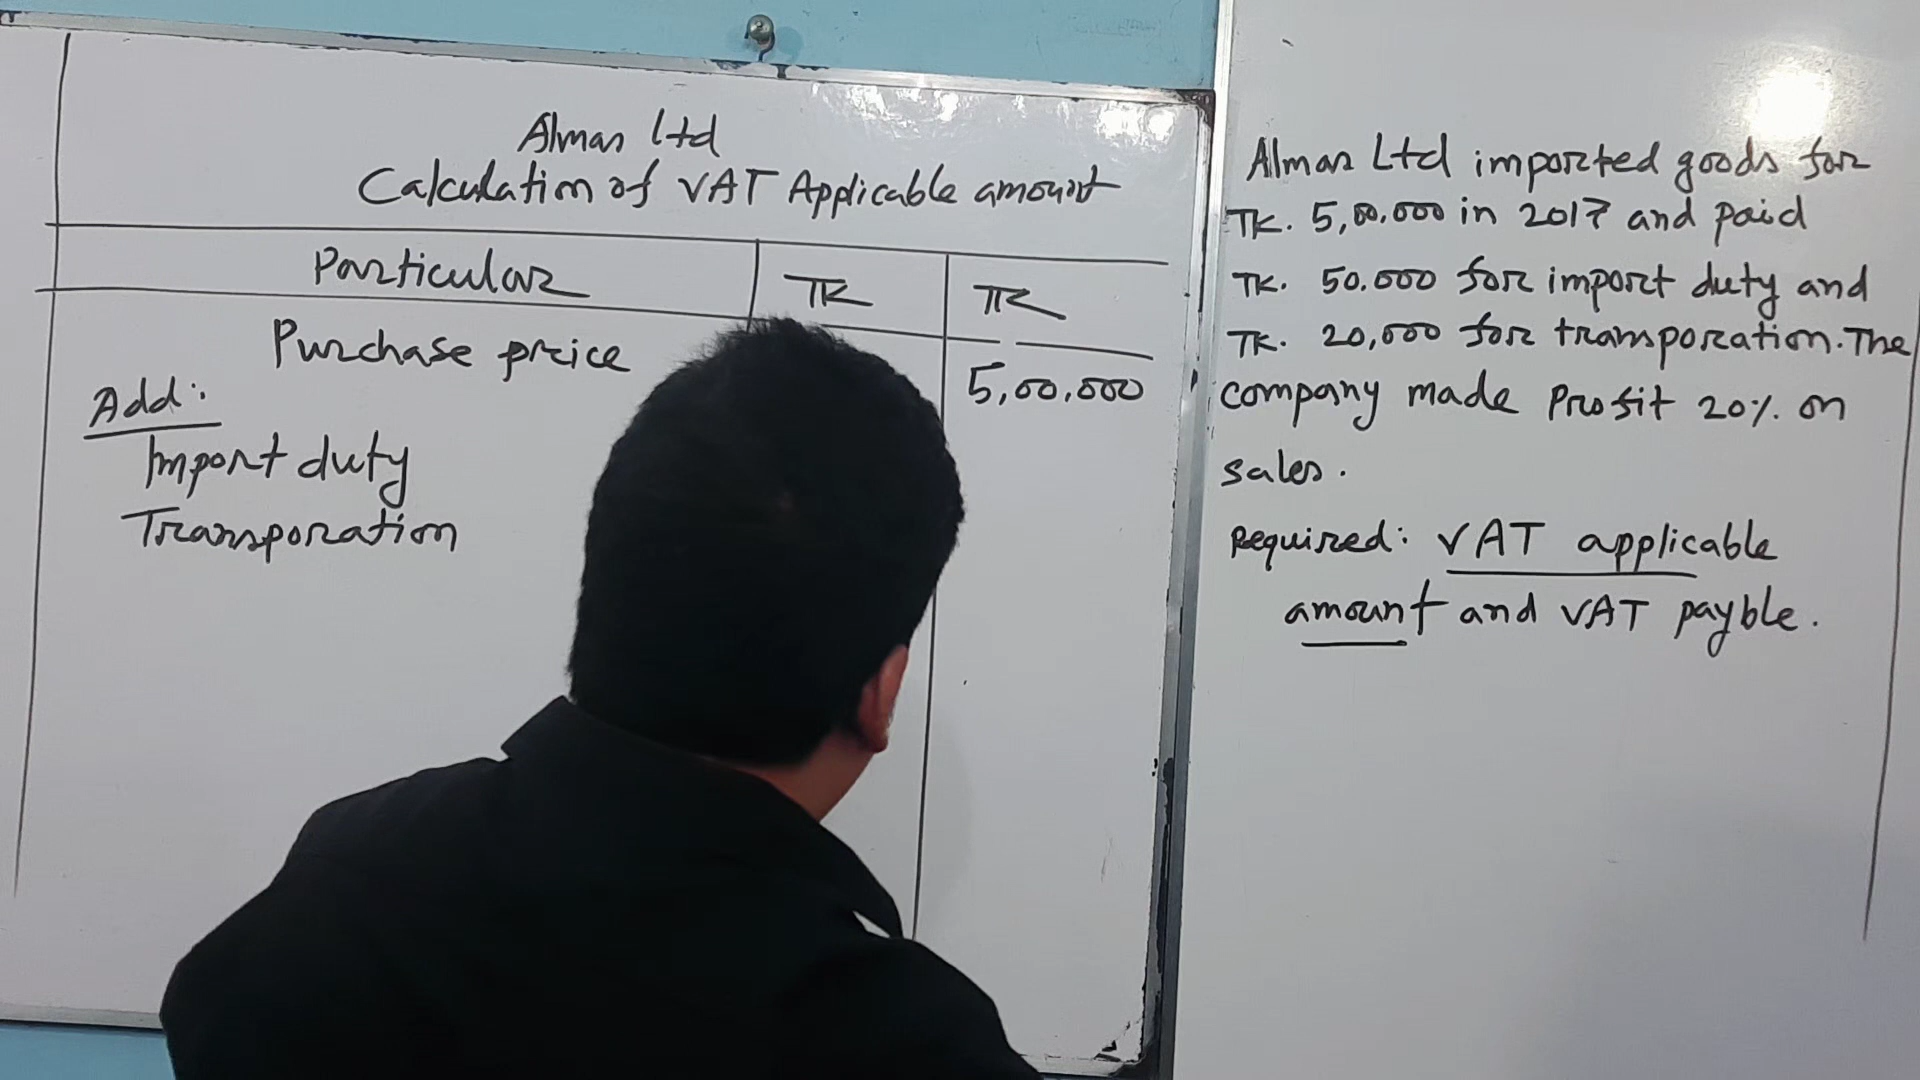 Alman Ltd
Calculation of VAT Applicable amount
Particular TK TK
Purchase price 5,00,000
Add:
Import duty
Transporation
Alman Ltd imported goods for
TK. 5,00,000 in 2017 and paid
TK. 50.000 for import duty and
TK. 20,000 for transporation. The
company made Profit 20% on
sales.
Required: VAT applicable
amount and VAT payble.